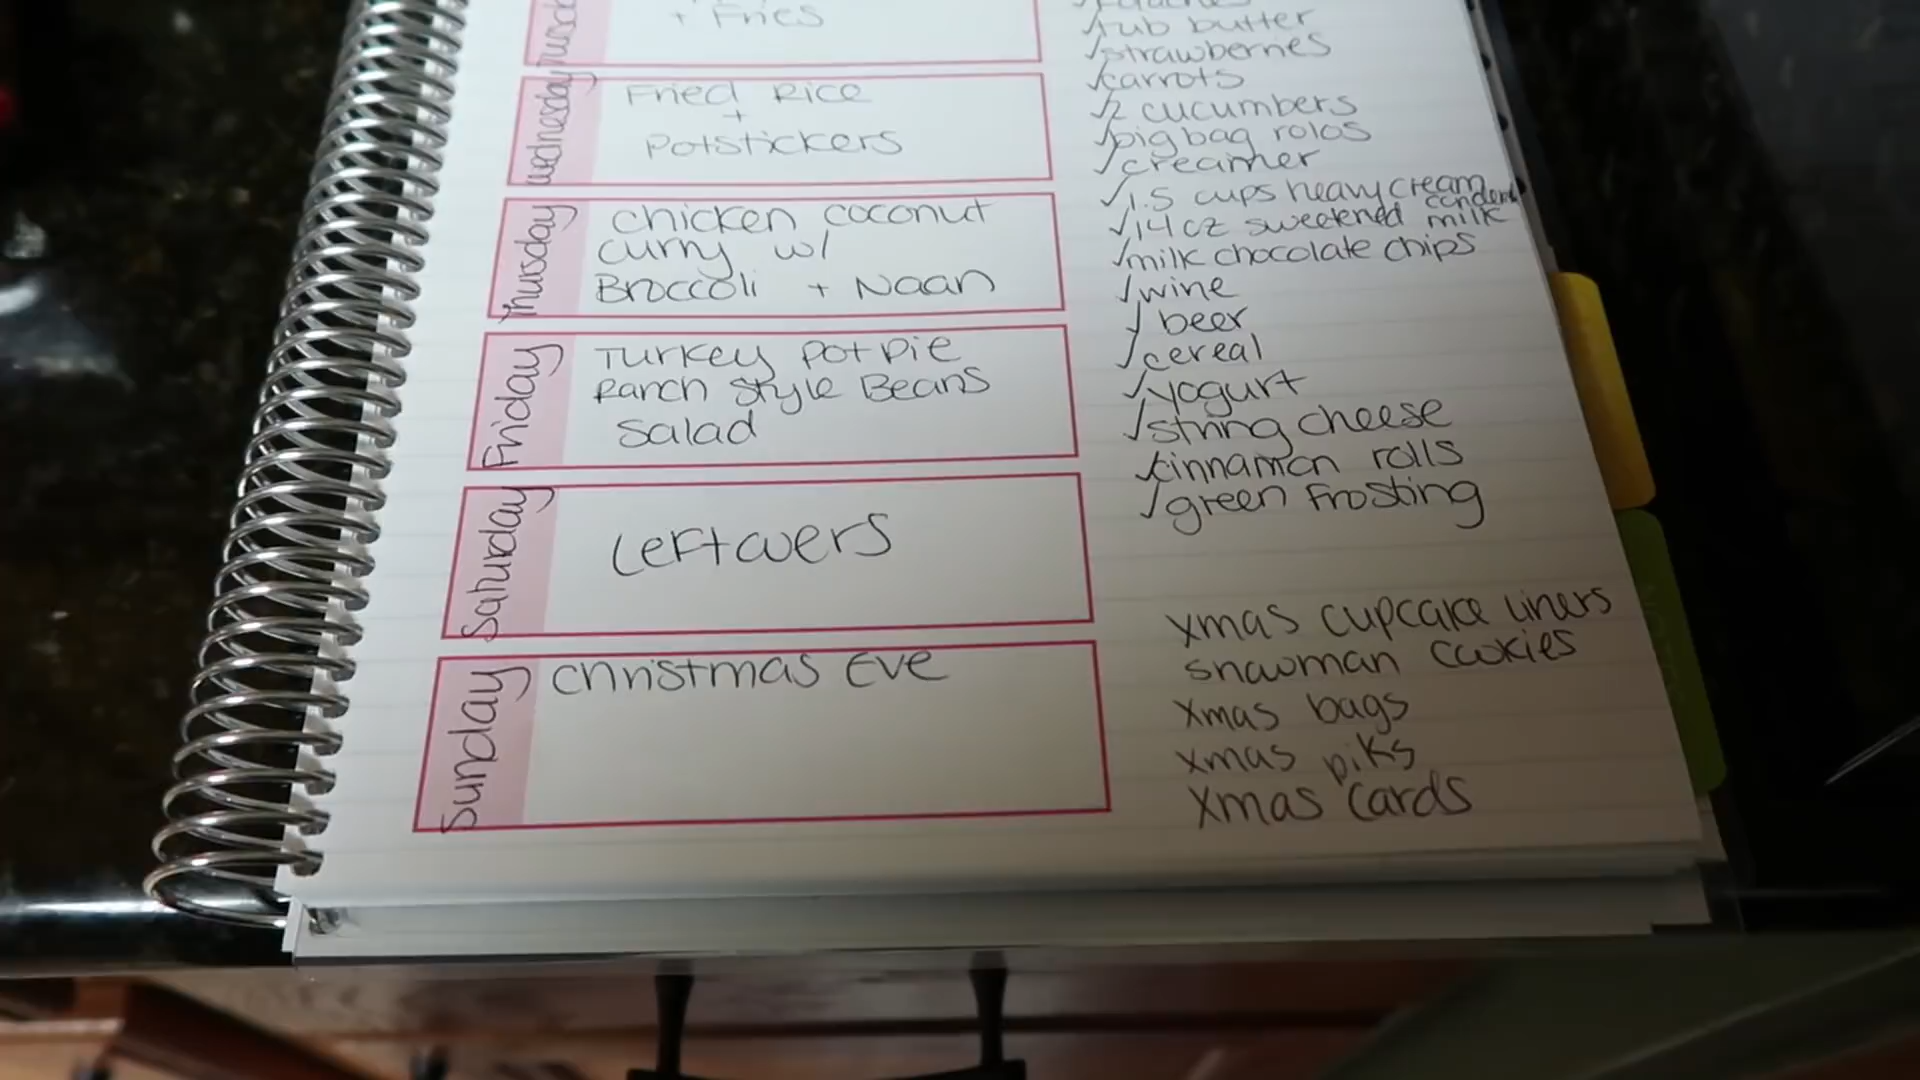 + Fries
Wednesday
Fried Rice
+
Potstickers
Thursday
Chicken coconut
curry w/
Broccoli + Naan
Friday
Turkey pot pie
Ranch Style Beans
Salad
Saturday
Leftovers
Sunday
Christmas Eve
√tub butter
√strawberries
√carrots
√2 cucumbers
√big bag rolos
√creamer
√1.5 cups heavy cream
√14 oz sweetened condensed milk
√milk chocolate chips
√wine
√beer
√cereal
√yogurt
√string cheese
√cinnamon rolls
√green frosting
xmas cupcake liners
snowman cookies
xmas bags
xmas piks
xmas cards